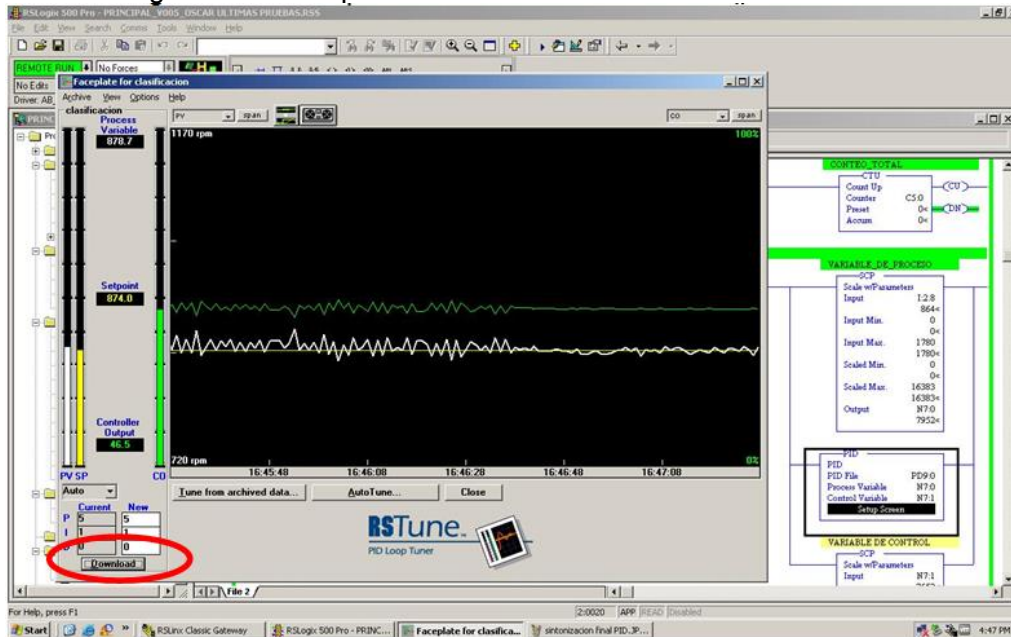 RSLogix 500 Pro - PRINCIPAL_V005_OSCAR ULTIMAS PRUEBAS.RSS
File Edit View Search Comms Tools Window Help
REMOTE RUN No Forces
No Edits
Driver: AB_
Faceplate for clasificacion
Archive View Options Help
clasificacion
Process
Variable
878.7
Setpoint
874.0
Controller
Output
46.5
PV SP CO
Auto
Current New
P 5 5
I 1 1
D 0 0
Download
PV span
CO span
1170 rpm 100%
720 rpm 0%
16:45:48 16:46:08 16:46:28 16:46:48 16:47:08
Tune from archived data... AutoTune... Close
RSTune.
PID Loop Tuner
CONTEO_TOTAL
CTU
Count Up
Counter C5:0
Preset 0<
Accum 0<
CU
DN
VARIABLE_DE_PROCESO
SCP
Scale w/Parameters
Input I:2.8
864<
Input Min. 0
0<
Input Max. 1780
1780<
Scaled Min. 0
0<
Scaled Max. 16383
16383<
Output N7:0
7952<
PID
PID
PID File PD9:0
Process Variable N7:0
Control Variable N7:1
Setup Screen
VARIABLE DE CONTROL
SCP
Scale w/Parameters
Input N7:1
File 2
For Help, press F1
2:0020 APP READ Disabled
Start RSLinx Classic Gateway RSLogix 500 Pro - PRINC... Faceplate for clasifica... sintonizacion final PID.JP... 4:47 PM